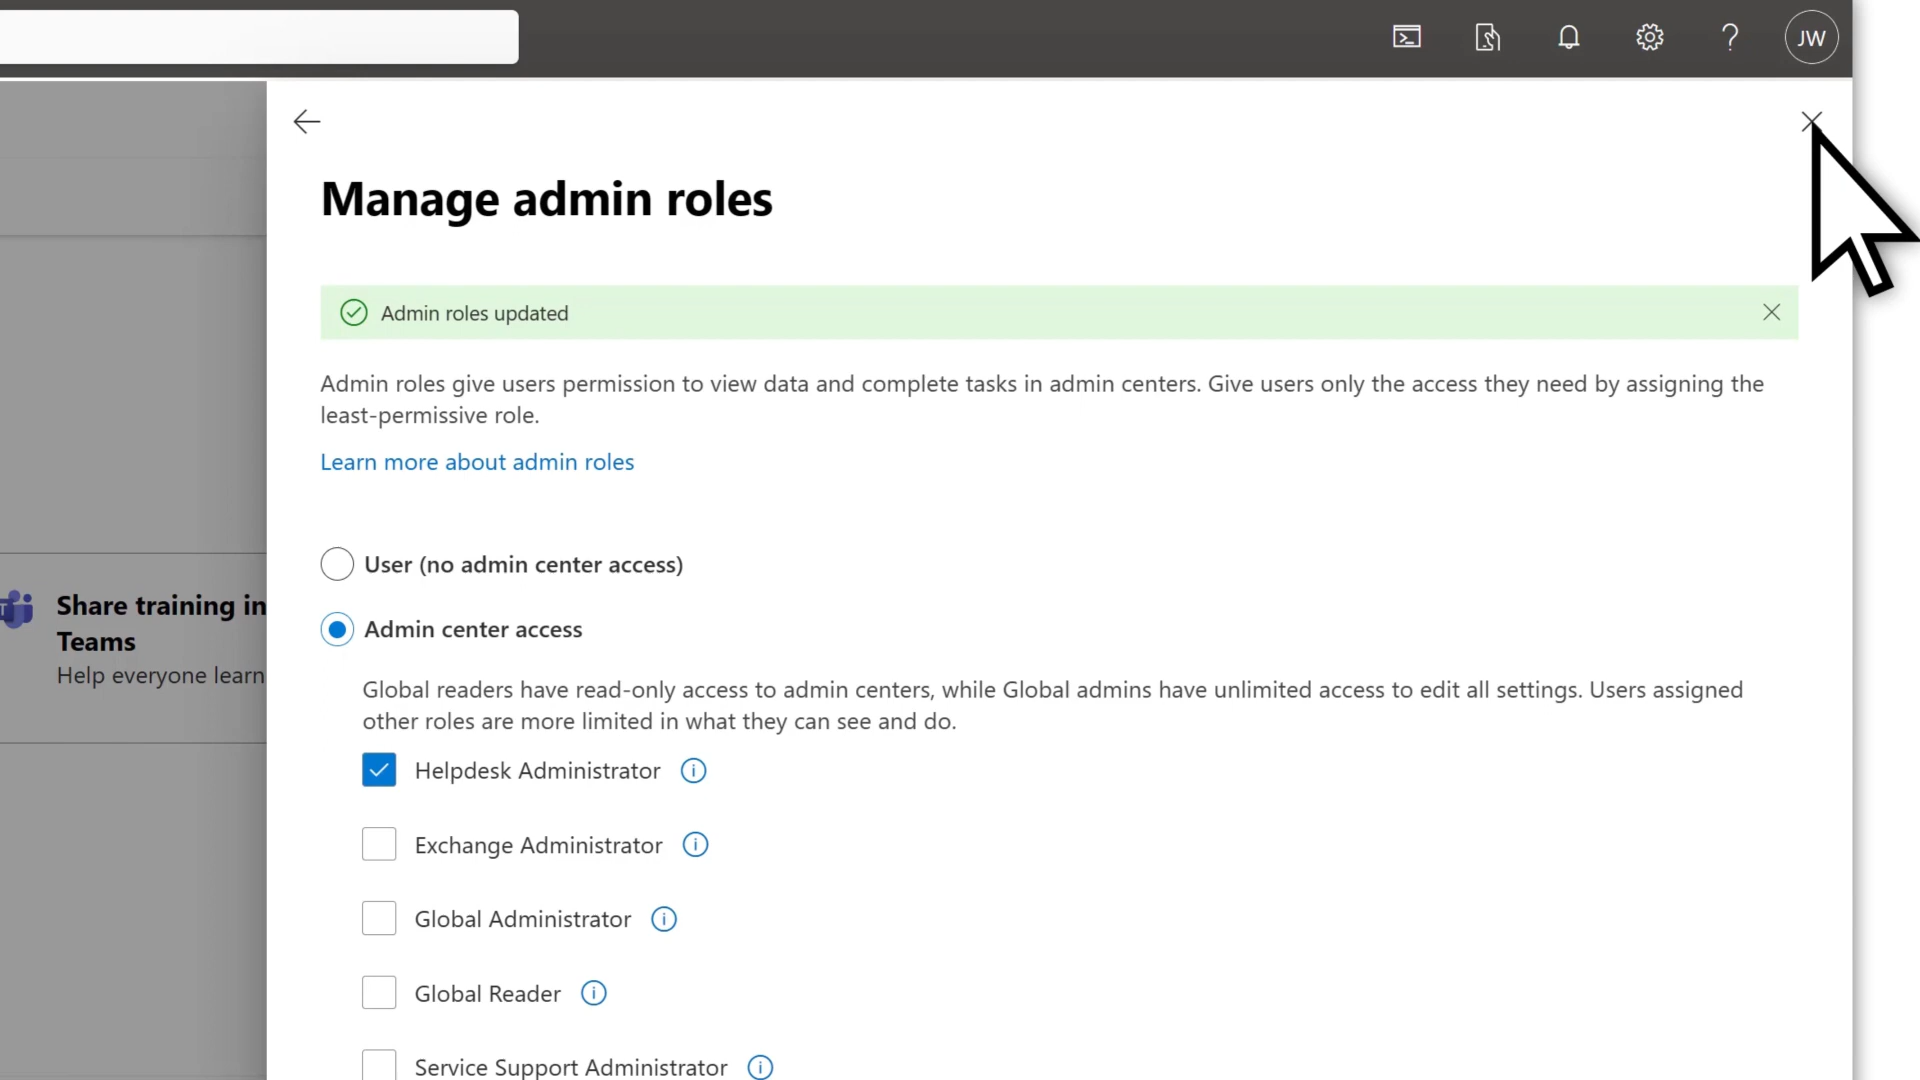 JW
Manage admin roles
Admin roles updated
Admin roles give users permission to view data and complete tasks in admin centers. Give users only the access they need by assigning the
least-permissive role.
Learn more about admin roles
User (no admin center access)
Admin center access
Global readers have read-only access to admin centers, while Global admins have unlimited access to edit all settings. Users assigned
other roles are more limited in what they can see and do.
Helpdesk Administrator
Exchange Administrator
Global Administrator
Global Reader
Service Support Administrator
Share training in
Teams
Help everyone learn